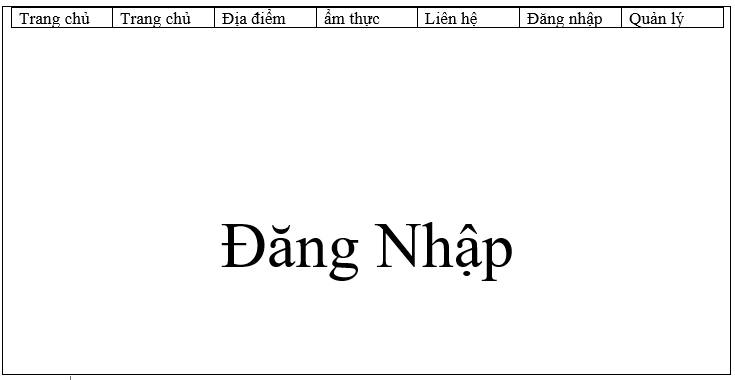 Trang chủ Trang chủ Địa điểm ẩm thực Liên hệ Đăng nhập Quản lý
Đăng Nhập